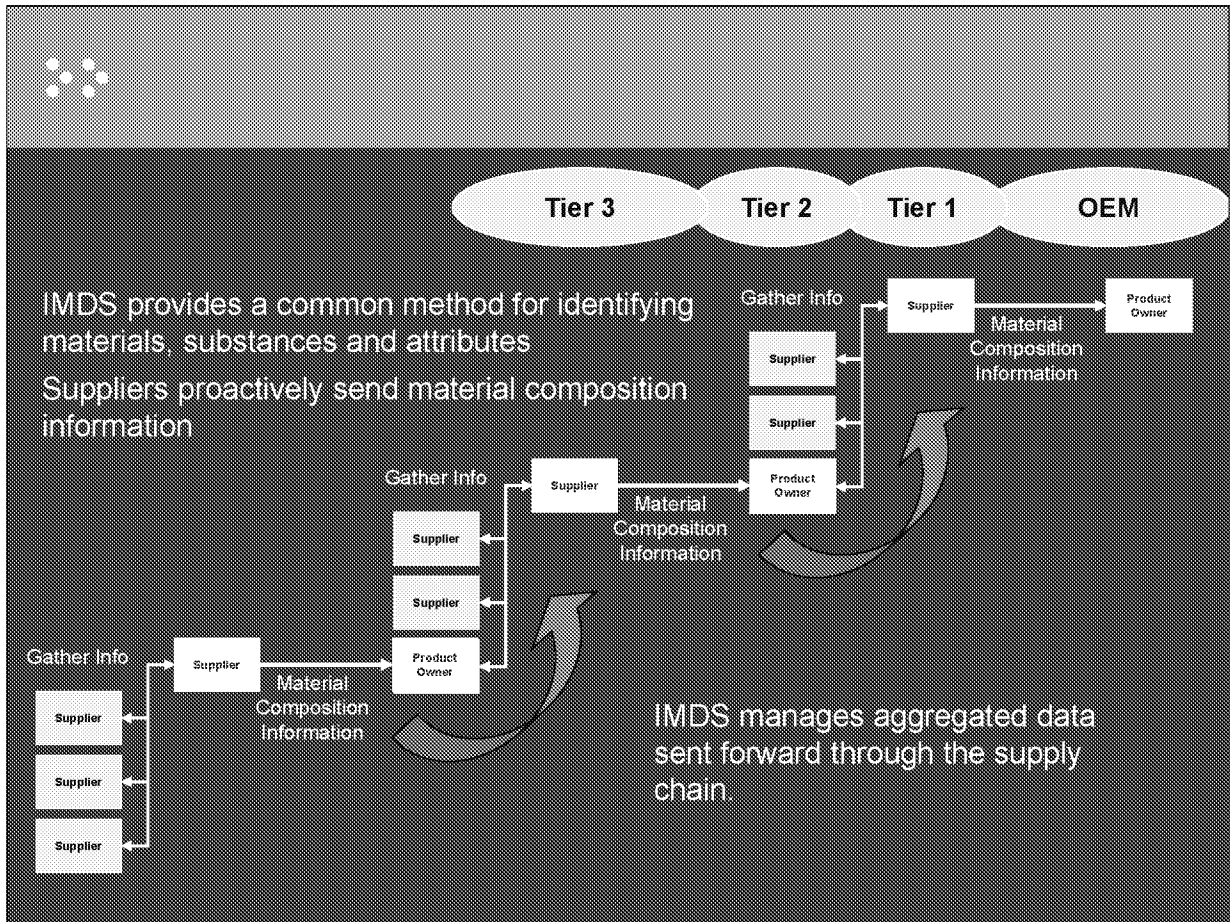 Tier 3
Tier 2
Tier 1
OEM
IMDS provides a common method for identifying
materials, substances and attributes
Suppliers proactively send material composition
information
Gather Info
Supplier
Product
Owner
Material
Composition
Information
Supplier
Supplier
Product
Owner
Gather Info
Supplier
Material
Composition
Information
Supplier
Supplier
Product
Owner
Gather Info
Supplier
Material
Composition
Information
Supplier
Supplier
Supplier
IMDS manages aggregated data
sent forward through the supply
chain.